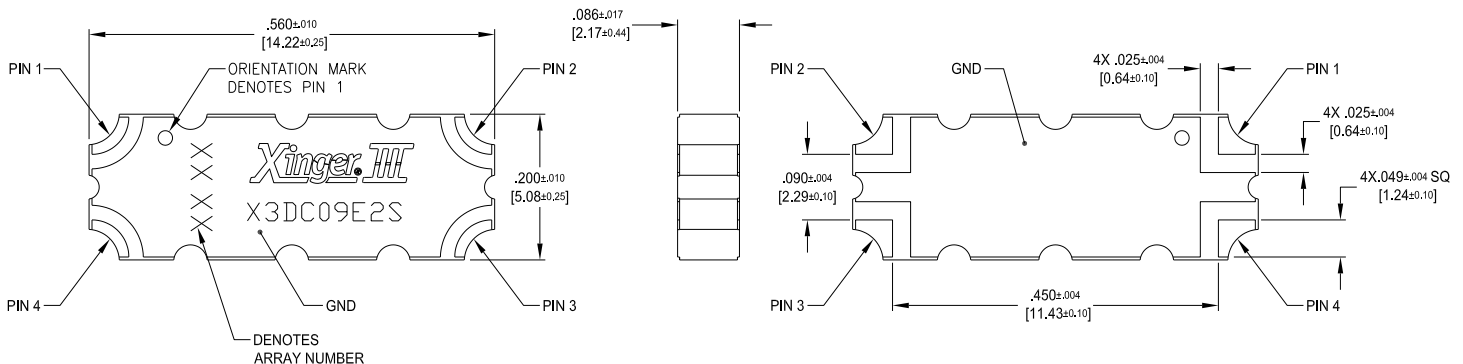 .560±.010
[14.22±0.25]
PIN 1
ORIENTATION MARK
DENOTES PIN 1
PIN 2
XX XX
Xinger® III
X3DC09E2S
.200±.010
[5.08±0.25]
PIN 4
GND
PIN 3
DENOTES
ARRAY NUMBER
.086±.017
[2.17±0.44]
PIN 2
GND
4X .025±.004
[0.64±0.10]
PIN 1
4X .025±.004
[0.64±0.10]
.090±.004
[2.29±0.10]
4X.049±.004 SQ
[1.24±0.10]
PIN 3
.450±.004
[11.43±0.10]
PIN 4